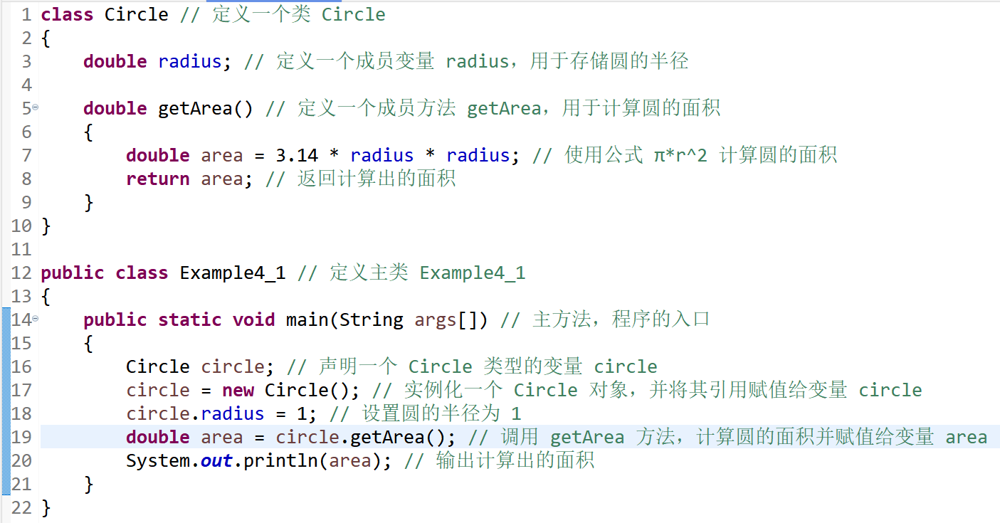 1 class Circle // 定义一个类 Circle
2 {
3     double radius; // 定义一个成员变量 radius，用于存储圆的半径
4
5     double getArea() // 定义一个成员方法 getArea，用于计算圆的面积
6     {
7         double area = 3.14 * radius * radius; // 使用公式 π*r^2 计算圆的面积
8         return area; // 返回计算出的面积
9     }
10 }
11
12 public class Example4_1 // 定义主类 Example4_1
13 {
14     public static void main(String args[]) // 主方法，程序的入口
15     {
16         Circle circle; // 声明一个 Circle 类型的变量 circle
17         circle = new Circle(); // 实例化一个 Circle 对象，并将其引用赋值给变量 circle
18         circle.radius = 1; // 设置圆的半径为 1
19         double area = circle.getArea(); // 调用 getArea 方法，计算圆的面积并赋值给变量 area
20         System.out.println(area); // 输出计算出的面积
21     }
22 }